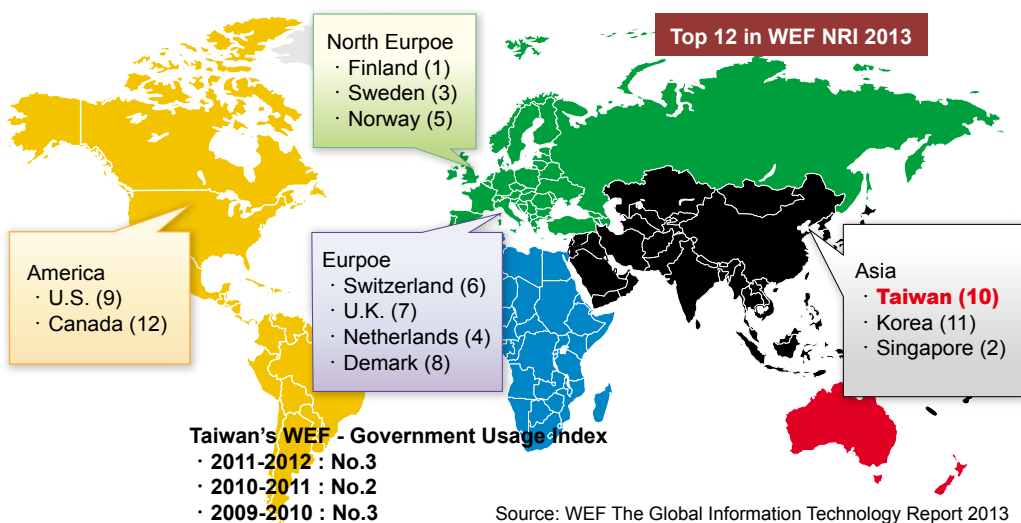 Top 12 in WEF NRI 2013
North Eurpoe
· Finland (1)
· Sweden (3)
· Norway (5)
America
· U.S. (9)
· Canada (12)
Eurpoe
· Switzerland (6)
· U.K. (7)
· Netherlands (4)
· Demark (8)
Asia
· Taiwan (10)
· Korea (11)
· Singapore (2)
Taiwan's WEF - Government Usage Index
· 2011-2012 : No.3
· 2010-2011 : No.2
· 2009-2010 : No.3
Source: WEF The Global Information Technology Report 2013